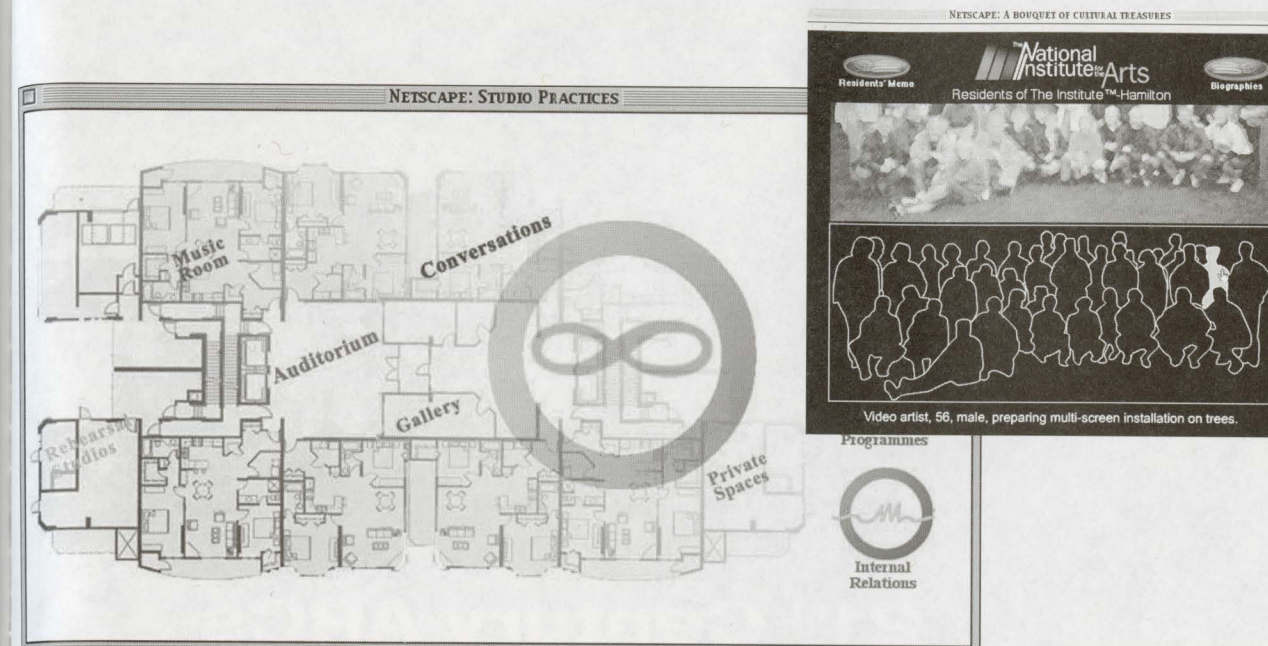 NETSCAPE: A BOUQUET OF CULTURAL TREASURES
The National
Institute for the Arts
Residents' Memo
Biographies
Residents of The Institute™-Hamilton
Video artist, 56, male, preparing multi-screen installation on trees.
NETSCAPE: STUDIO PRACTICES
Conversations
Music
Room
Auditorium
Gallery
Rehearsal
Studios
Private
Spaces
Programmes
Internal
Relations